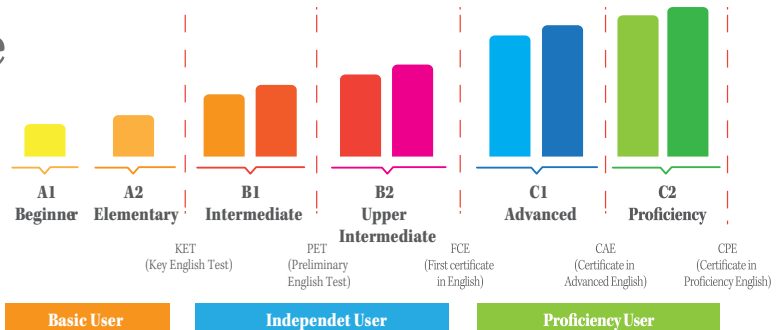 e
A1
Beginner
A2
Elementary
B1
Intermediate
B2
Upper
Intermediate
C1
Advanced
C2
Proficiency
KET
(Key English Test)
PET
(Preliminary
English Test)
FCE
(First certificate
in English)
CAE
(Certificate in
Advanced English)
CPE
(Certificate in
Proficiency English)
Basic User
Independet User
Proficiency User